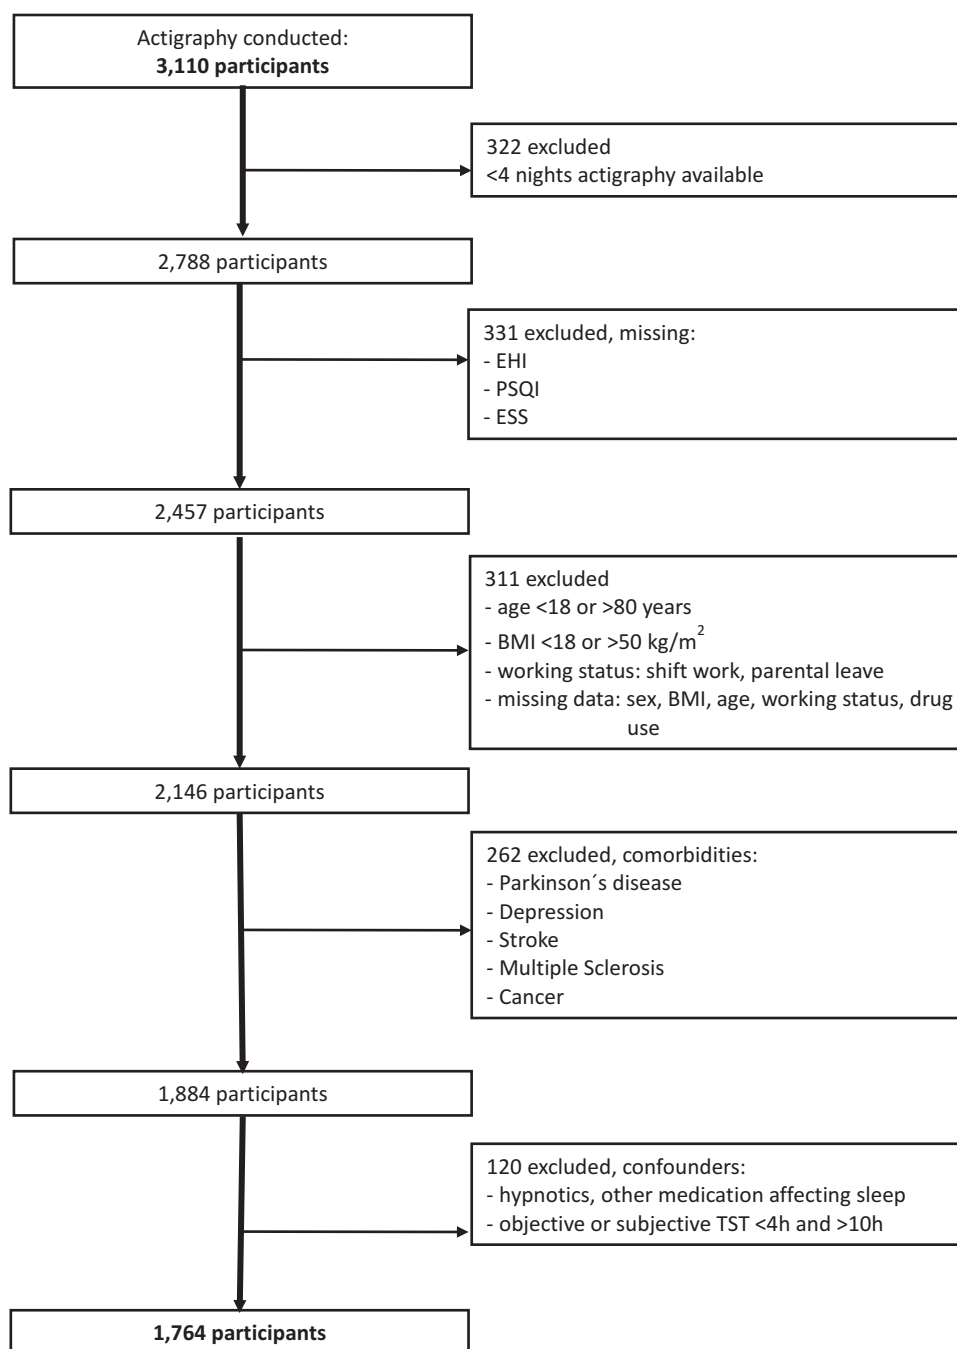 Actigraphy conducted:
3,110 participants
322 excluded
<4 nights actigraphy available
2,788 participants
331 excluded, missing:
- EHI
- PSQI
- ESS
2,457 participants
311 excluded
- age <18 or >80 years
- BMI <18 or >50 kg/m²
- working status: shift work, parental leave
- missing data: sex, BMI, age, working status, drug
use
2,146 participants
262 excluded, comorbidities:
- Parkinson´s disease
- Depression
- Stroke
- Multiple Sclerosis
- Cancer
1,884 participants
120 excluded, confounders:
- hypnotics, other medication affecting sleep
- objective or subjective TST <4h and >10h
1,764 participants